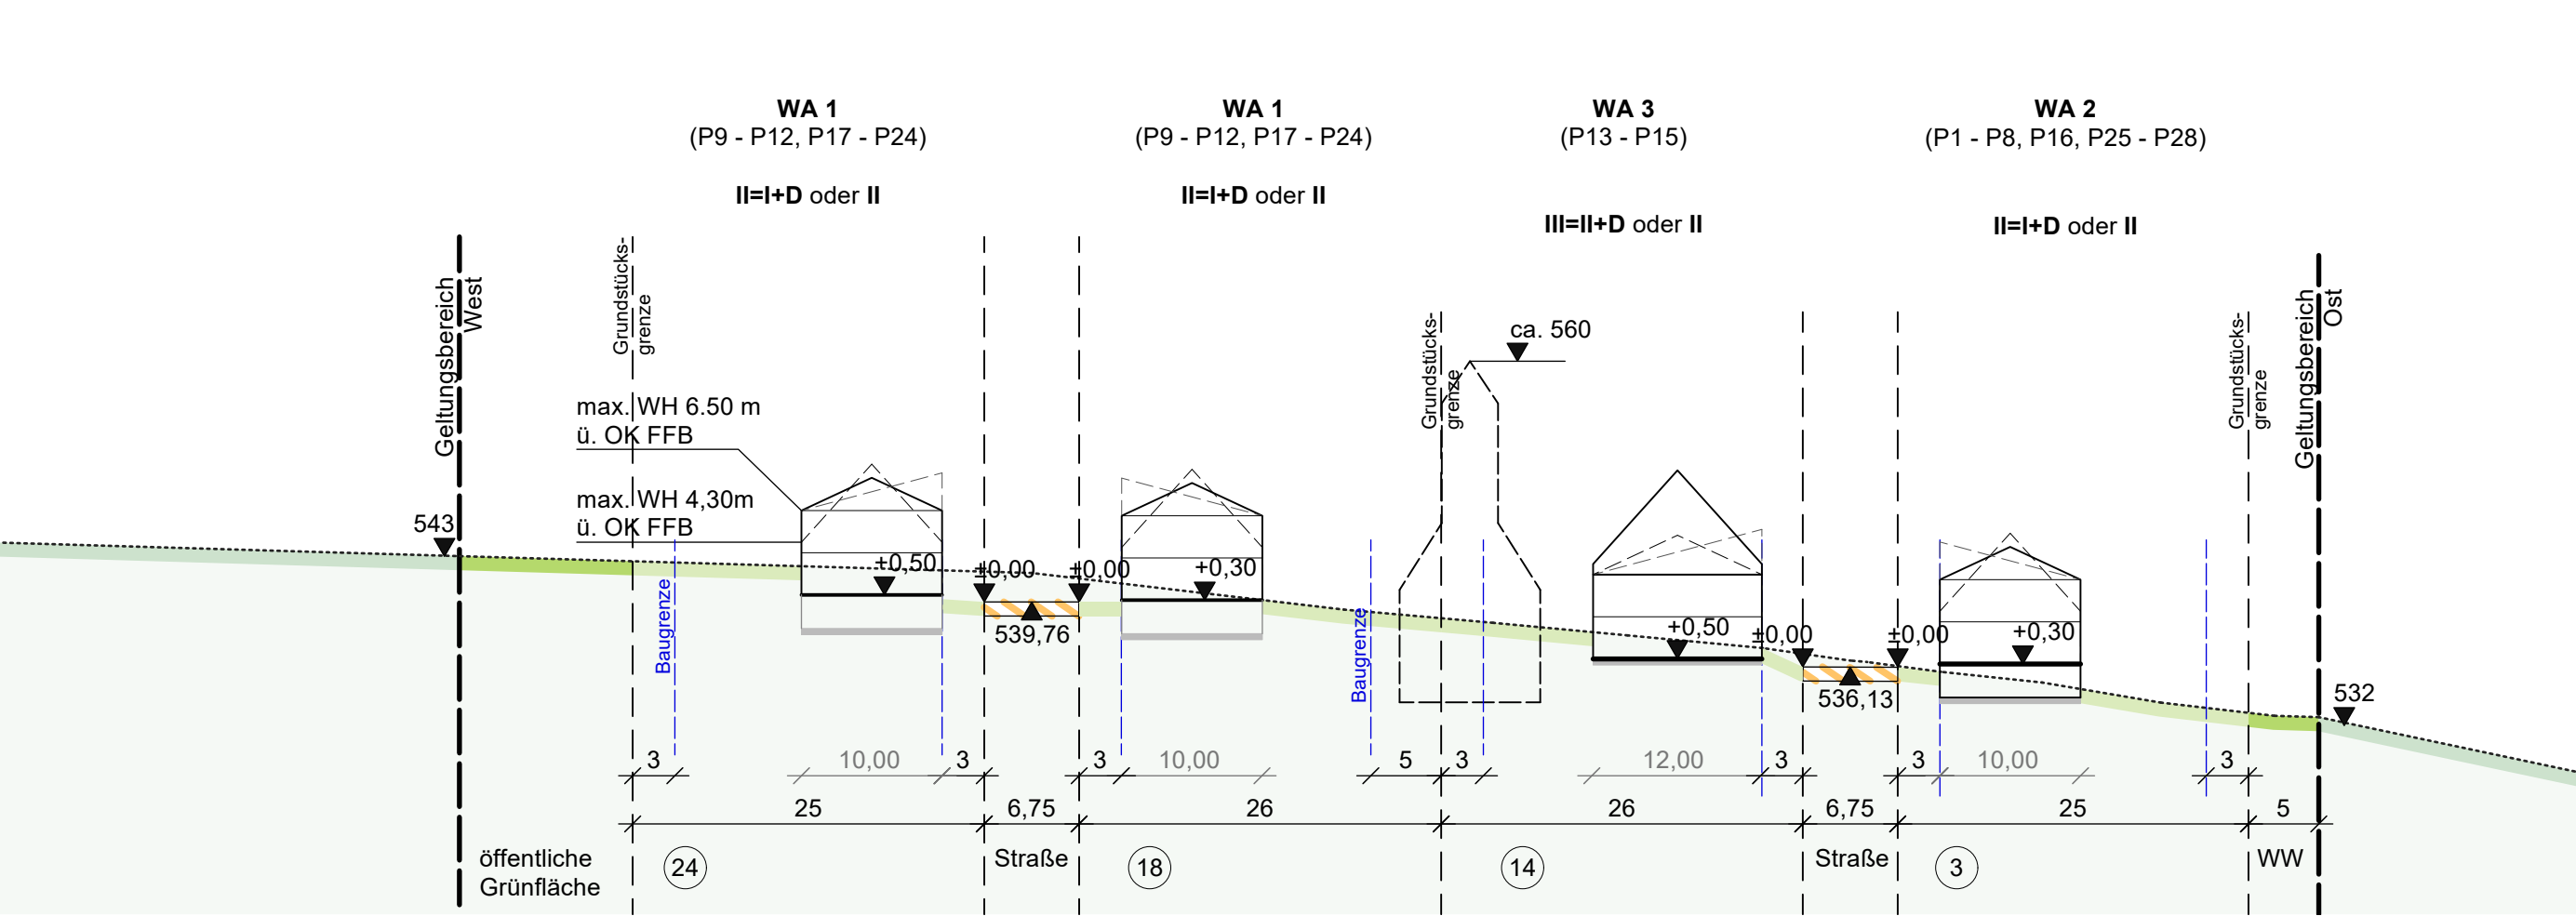 WA 1
(P9 - P12, P17 - P24)
II=I+D oder II
WA 1
(P9 - P12, P17 - P24)
II=I+D oder II
WA 3
(P13 - P15)
III=II+D oder II
WA 2
(P1 - P8, P16, P25 - P28)
II=I+D oder II
Geltungsbereich
West
Grundstücks-
grenze
Grundstücks-
grenze
Grundstücks-
grenze
Geltungsbereich
Ost
ca. 560
max. WH 6.50 m
ü. OK FFB
max. WH 4,30m
ü. OK FFB
543
+0,50
±0,00
±0,00
+0,30
539,76
Baugrenze
Baugrenze
+0,50
±0,00
±0,00
+0,30
536,13
532
3
10,00
3
3
10,00
5
3
12,00
3
3
10,00
3
25
6,75
26
26
6,75
25
5
öffentliche
Grünfläche
24
Straße
18
14
Straße
3
WW